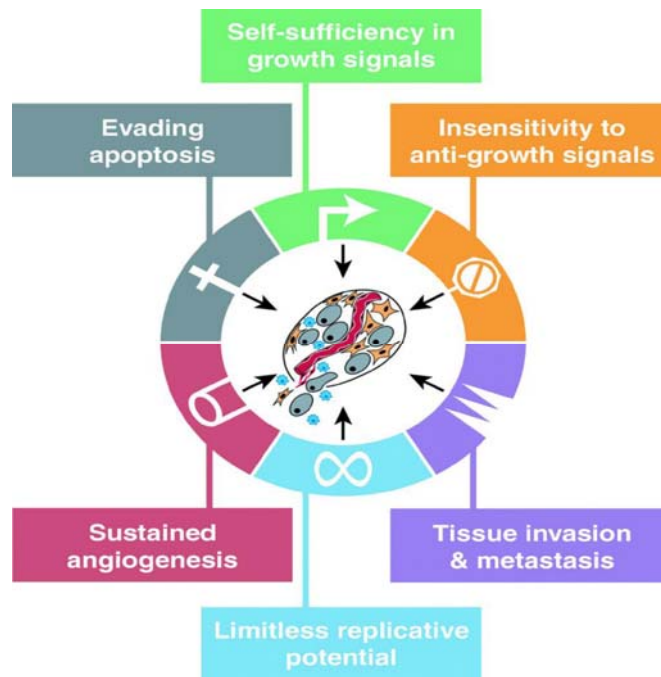 Self-sufficiency in
growth signals
Evading
apoptosis
Insensitivity to
anti-growth signals
Sustained
angiogenesis
Tissue invasion
& metastasis
Limitless replicative
potential